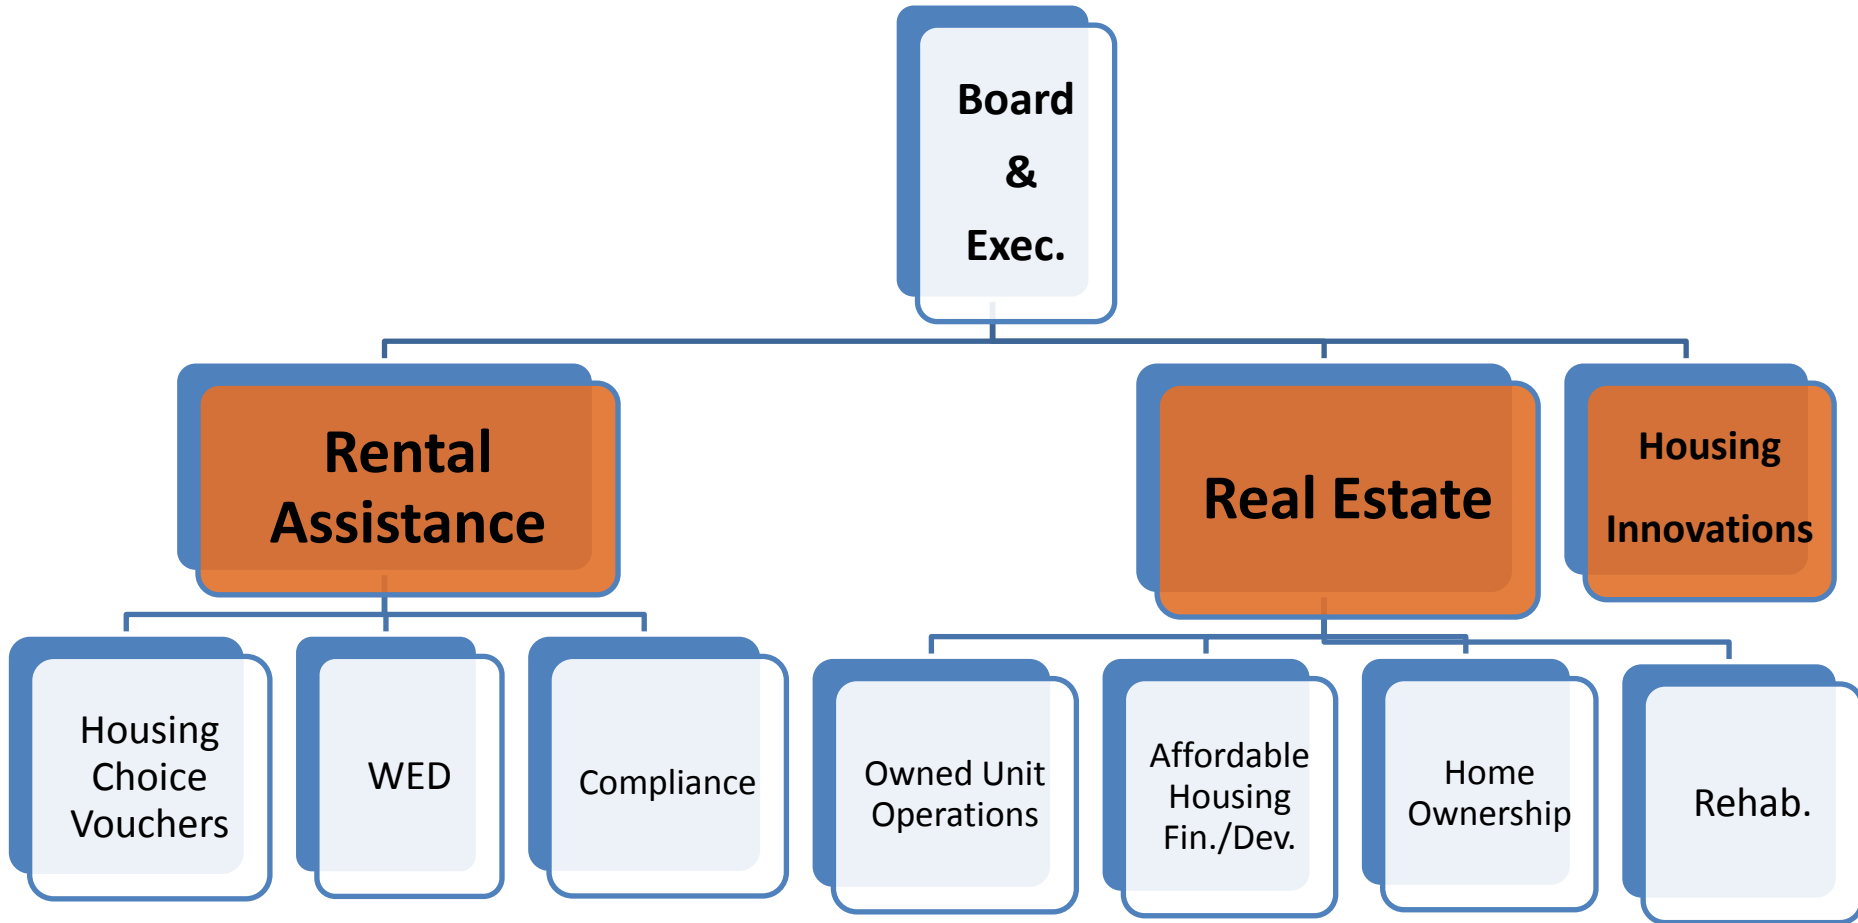 Board
&
Exec.
Rental
Assistance
Real Estate
Housing
Innovations
Housing
Choice
Vouchers
WED
Compliance
Owned Unit
Operations
Affordable
Housing
Fin./Dev.
Home
Ownership
Rehab.